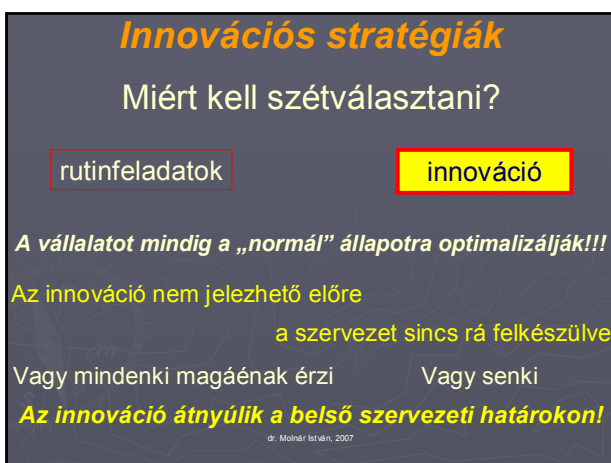 Innovációs stratégiák
Miért kell szétválasztani?
rutinfeladatok innováció
A vállalatot mindig a „normál” állapotra optimalizálják!!!
Az innováció nem jelezhető előre
a szervezet sincs rá felkészülve
Vagy mindenki magáénak érzi Vagy senki
Az innováció átnyúlik a belső szervezeti határokon!
dr. Molnár István, 2007